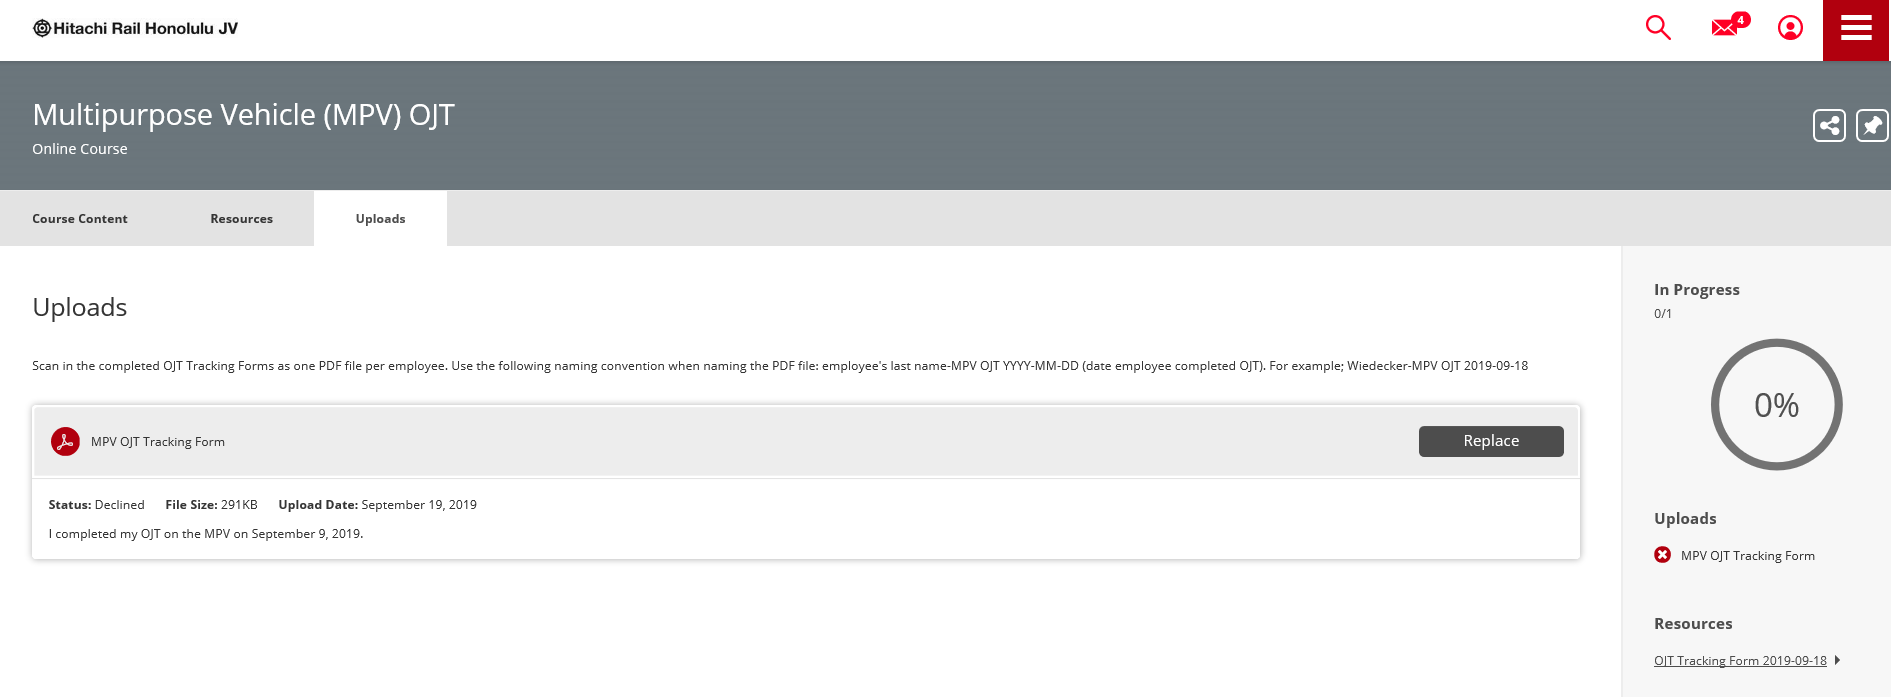 Hitachi Rail Honolulu JV
4
Multipurpose Vehicle (MPV) OJT
Online Course
Course Content
Resources
Uploads
Uploads
Scan in the completed OJT Tracking Forms as one PDF file per employee. Use the following naming convention when naming the PDF file: employee's last name-MPV OJT YYYY-MM-DD (date employee completed OJT). For example; Wiedecker-MPV OJT 2019-09-18
MPV OJT Tracking Form
Replace
Status: Declined File Size: 291KB Upload Date: September 19, 2019
I completed my OJT on the MPV on September 9, 2019.
In Progress
0/1
0%
Uploads
MPV OJT Tracking Form
Resources
OJT Tracking Form 2019-09-18